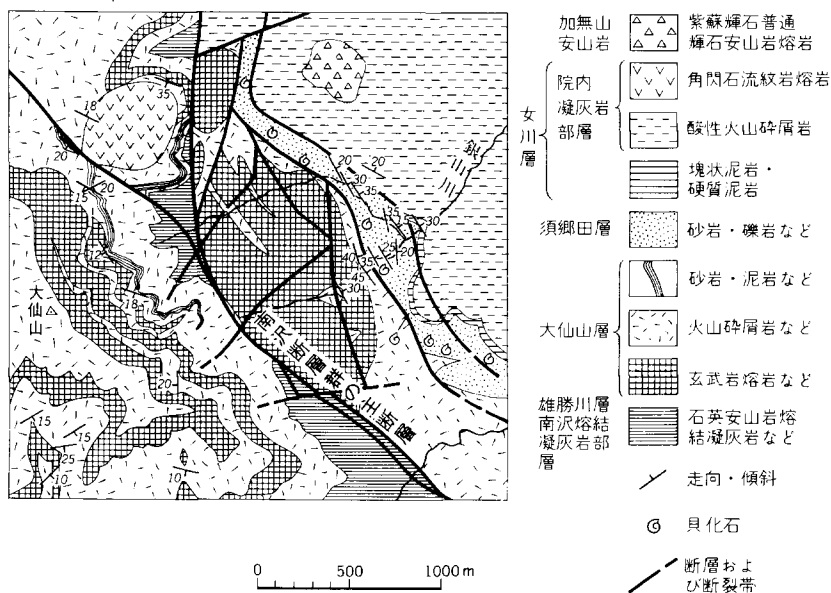 加無山
安山岩
紫蘇輝石普通
輝石安山岩熔岩
女川層
院内
凝灰岩
部層
角閃石流紋岩熔岩
酸性火山砕屑岩
塊状泥岩・
硬質泥岩
須郷田層
砂岩・礫岩など
大仙山層
砂岩・泥岩など
火山砕屑岩など
玄武岩熔岩など
雄勝川層
南沢熔結
凝灰岩部
層
石英安山岩熔
結凝灰岩など
走向・傾斜
貝化石
断層およ
び断裂帯
銀山川
大仙山
南沢断層群の主断層
18
35
20
15
20
12
18
20
15
15
25
10
10
20
20
30
35
35
15
30
25
20
40
35
45
30
0 500 1000m